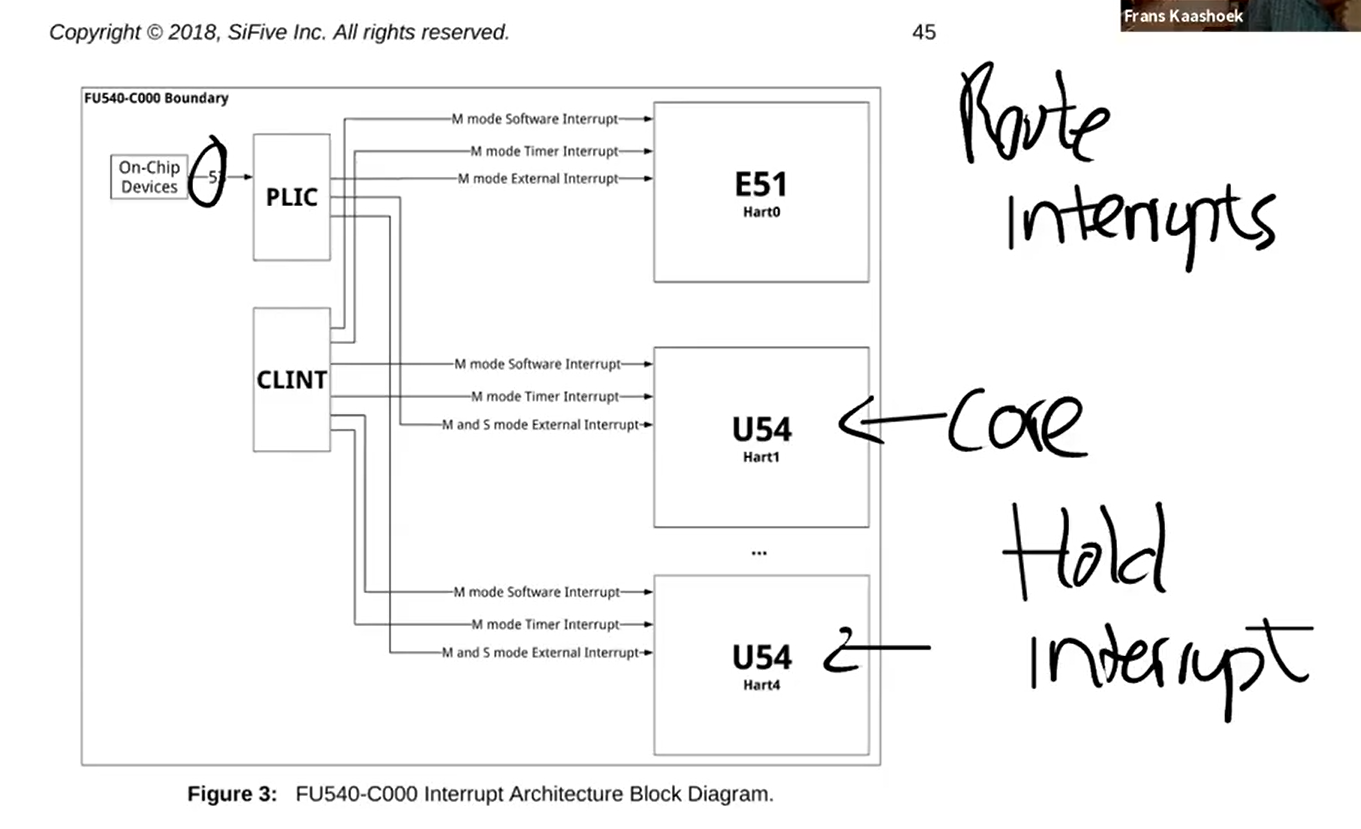 Frans Kaashoek
Copyright © 2018, SiFive Inc. All rights reserved.
45
FU540-C000 Boundary
On-Chip
Devices
PLIC
CLINT
M mode Software Interrupt
M mode Timer Interrupt
M mode External Interrupt
E51
Hart0
M mode Software Interrupt
M mode Timer Interrupt
M and S mode External Interrupt
U54
Hart1
...
M mode Software Interrupt
M mode Timer Interrupt
M and S mode External Interrupt
U54
Hart4
Route
Interrupts
Core
Hold
interrupt
Figure 3: FU540-C000 Interrupt Architecture Block Diagram.